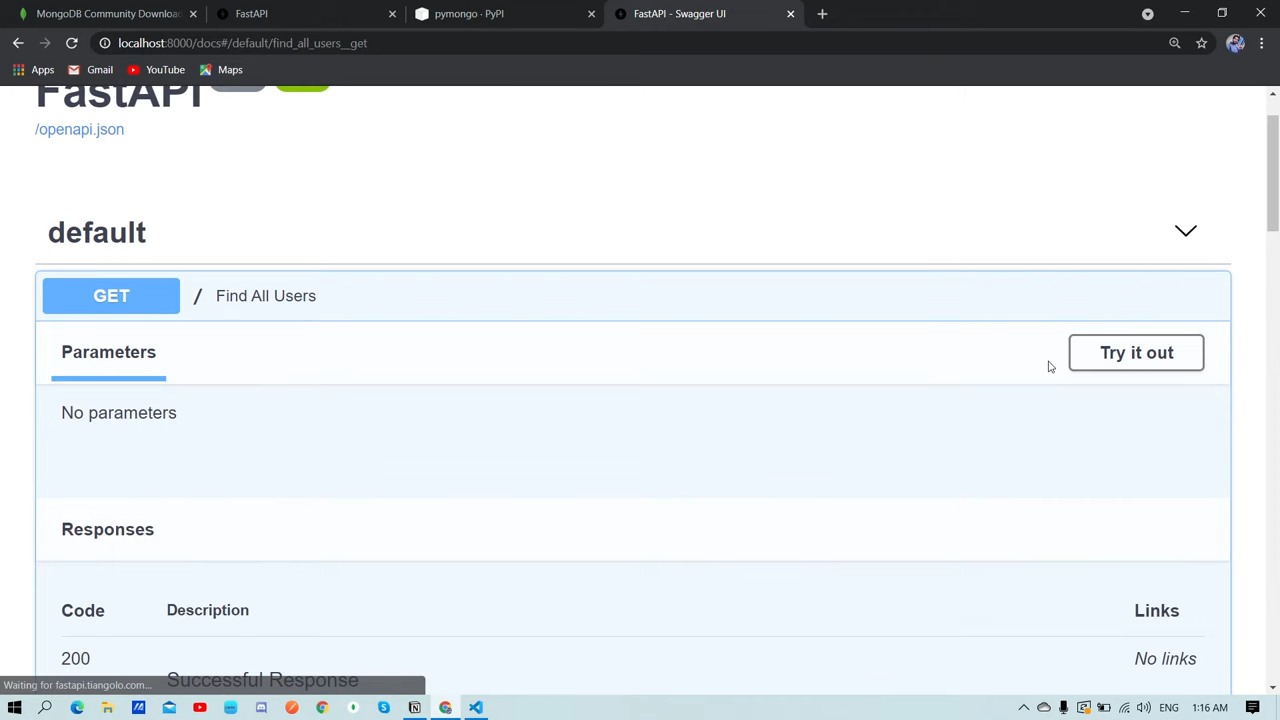 MongoDB Community Downloac
FastAPI
pymongo · PyPI
FastAPI - Swagger UI
localhost:8000/docs#/default/find_all_users__get
Apps
Gmail
YouTube
Maps
FastAPI
/openapi.json
default
GET
/
Find All Users
Parameters
Try it out
No parameters
Responses
Code
Description
Links
200
Successful Response
No links
Waiting for fastapi.tiangolo.com...
ENG
1:16 AM